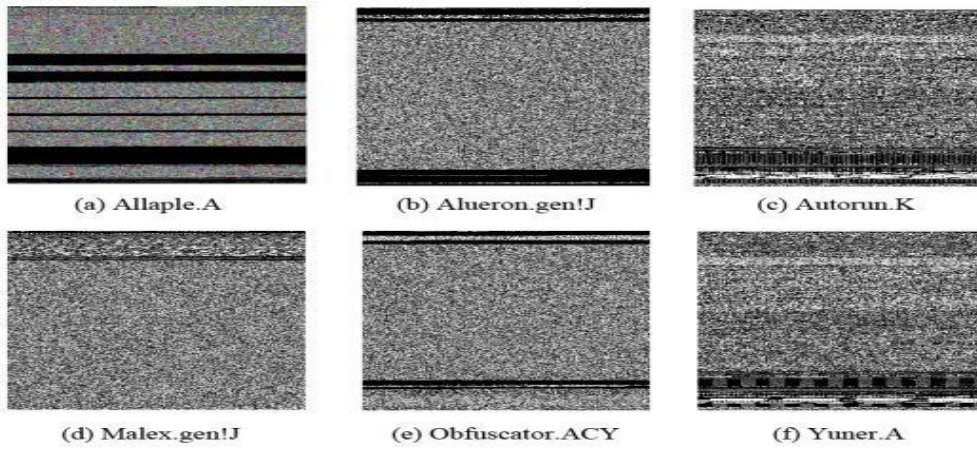 (a) Allaple.A
(b) Alueron.gen!J
(c) Autorun.K
(d) Malex.gen!J
(e) Obfuscator.ACY
(f) Yuner.A